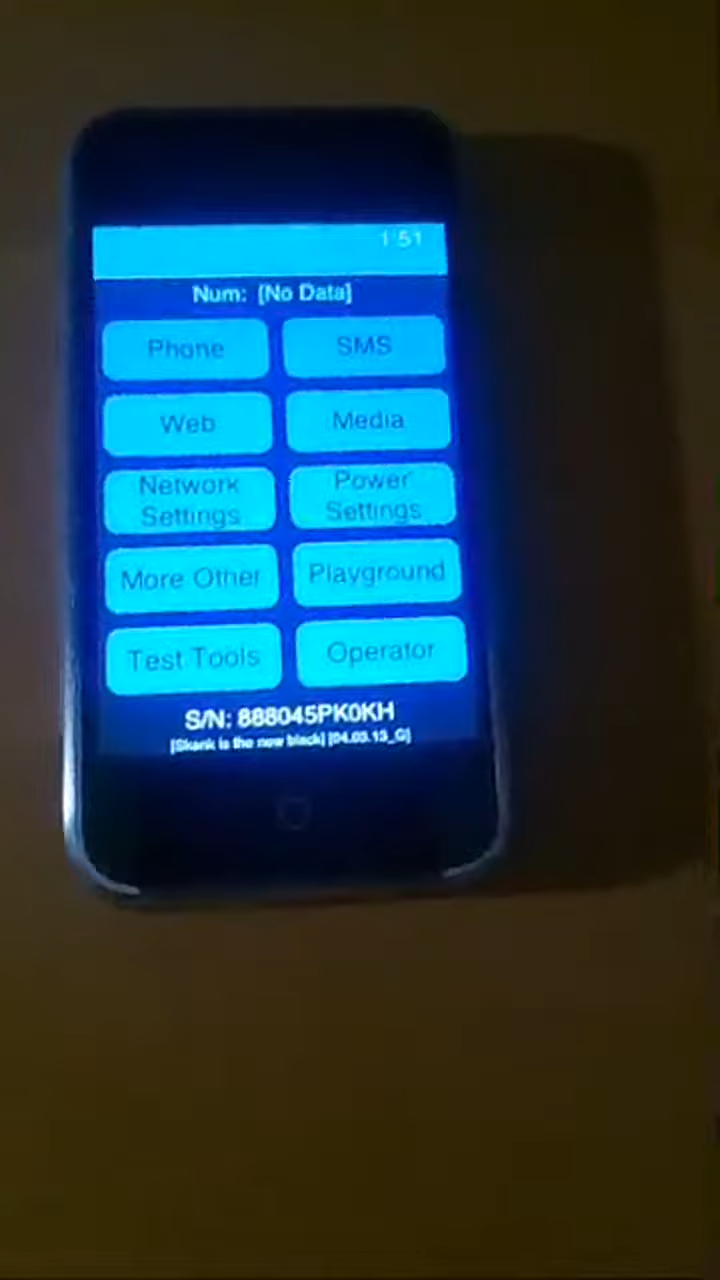 1:51
Num: [No Data]
Phone SMS
Web Media
Network Settings Power Settings
More Other Playground
Test Tools Operator
S/N: 888045PK0KH
[Skank is the new black] [04.03.13_G]